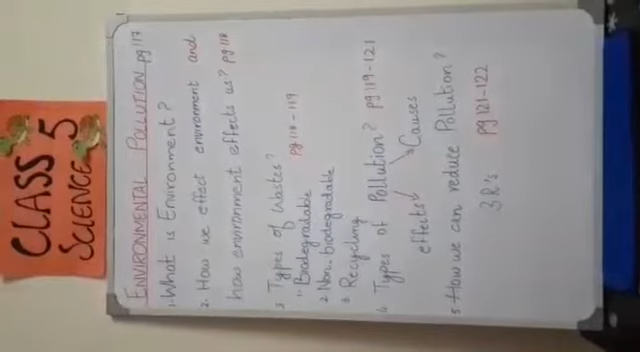 CLASS 5
SCIENCE
ENVIRONMENTAL POLLUTION pg 117
1. What is Environment?
2. How we effect environment and
how environment effects us? pg 118
3 Types of Wastes?
1. Biodegradable pg 118-119
2 Non-biodegradable
3 Recycling
4. Types of Pollution? pg 119-121
effects Causes
5. How we can reduce Pollution?
3R's pg 121-122